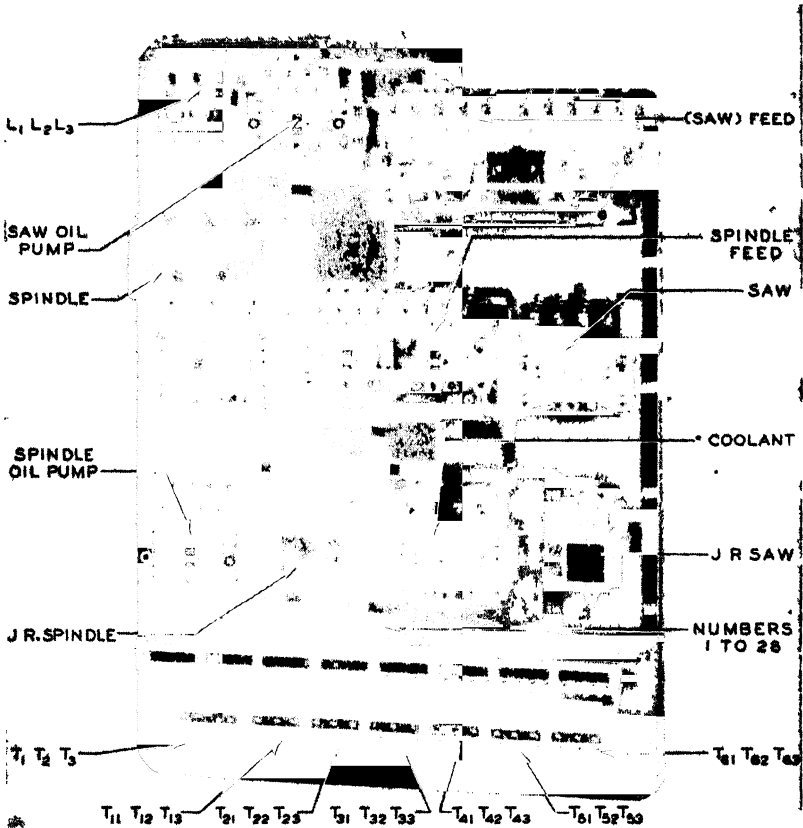 L1 L2 L3
(SAW) FEED
SAW OIL
PUMP
SPINDLE
FEED
SPINDLE
SAW
SPINDLE
OIL PUMP
COOLANT
J R SAW
J R. SPINDLE
NUMBERS
1 TO 28
T1 T2 T3
T61 T62 T63
T11 T12 T13
T21 T22 T23
T31 T32 T33
T41 T42 T43
T51 T52 T53